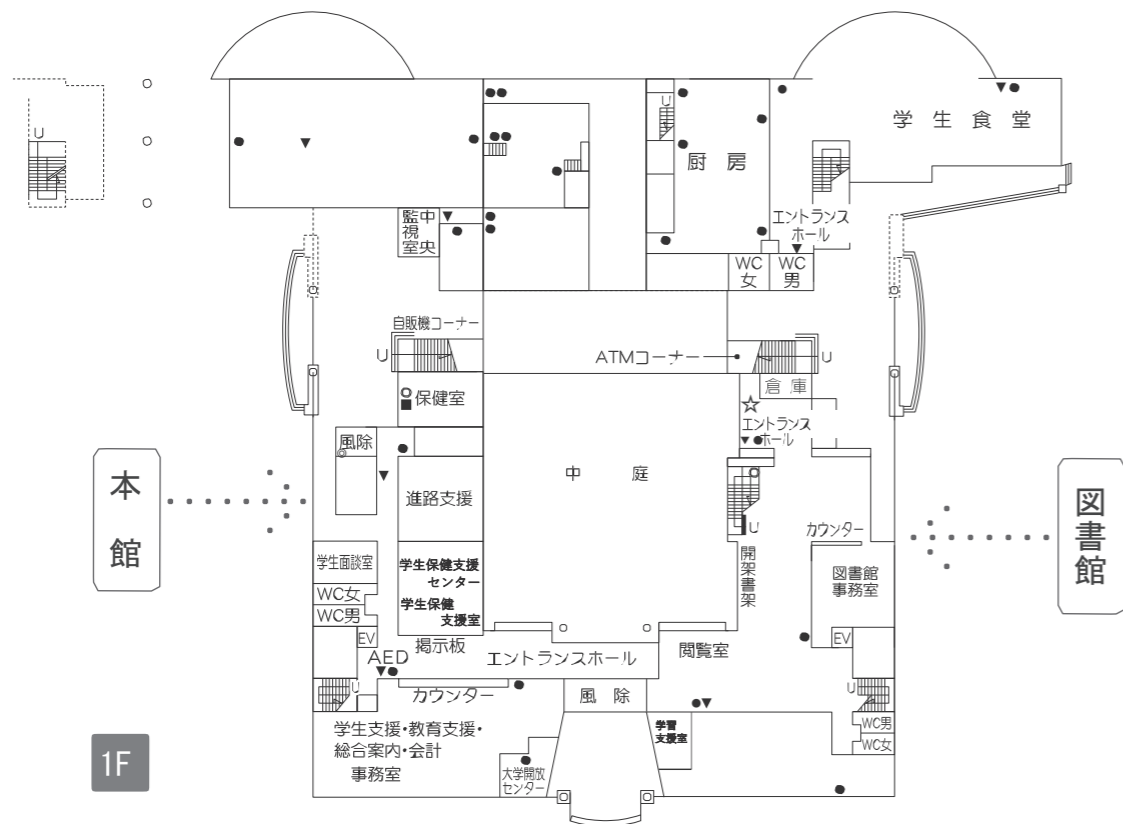 学生食堂
厨房
エントランス
ホール
監視室
中央
WC
女
WC
男
自販機コーナー
U
U
U
ATMコーナー
U
U
倉庫
保健室
☆
エントランス
ホール
風除
本館
中庭
図書館
進路支援
U
カウンター
開架書架
学生面談室
学生保健支援
センター
図書館
事務室
WC女
学生保健
支援室
WC男
EV
掲示板
EV
AED
エントランスホール
閲覧室
U
カウンター
風除
U
学生支援・教育支援・
総合案内・会計
事務室
学習
支援室
WC男
WC女
1F
大学開放
センター